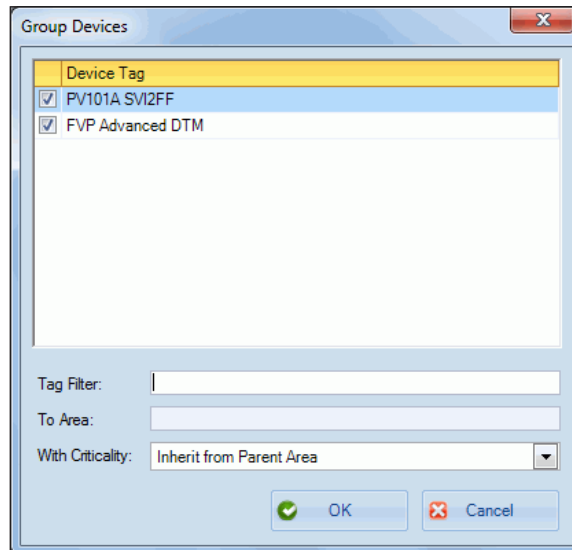 Group Devices
Device Tag
PV101A SVI2FF
FVP Advanced DTM
Tag Filter:
To Area:
With Criticality: Inherit from Parent Area
OK Cancel